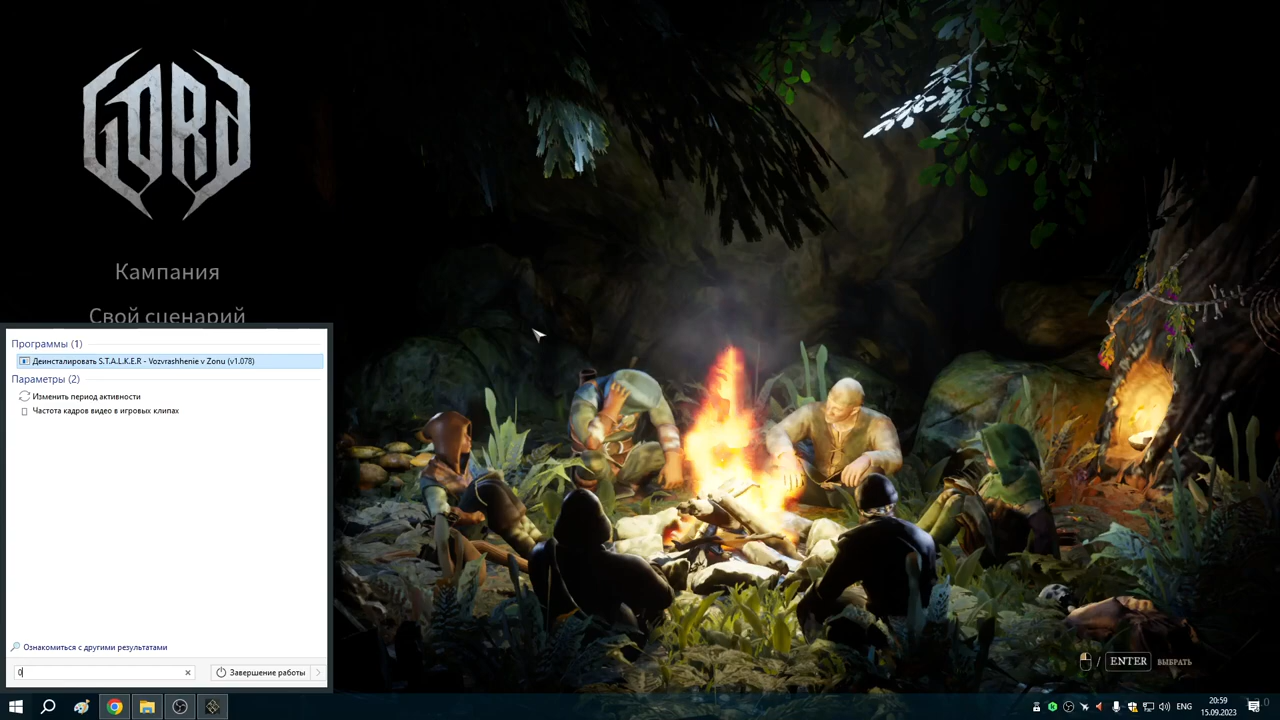 GORD
Кампания
Свой сценарий
Программы (1)
Деинсталировать S.T.A.L.K.E.R - Vozvrashhenie v Zonu (v1.078)
Параметры (2)
Изменить период активности
Частота кадров видео в игровых клипах
Ознакомиться с другими результатами
0
Завершение работы
/ ENTER ВЫБРАТЬ
ENG
20:59
15.09.2023